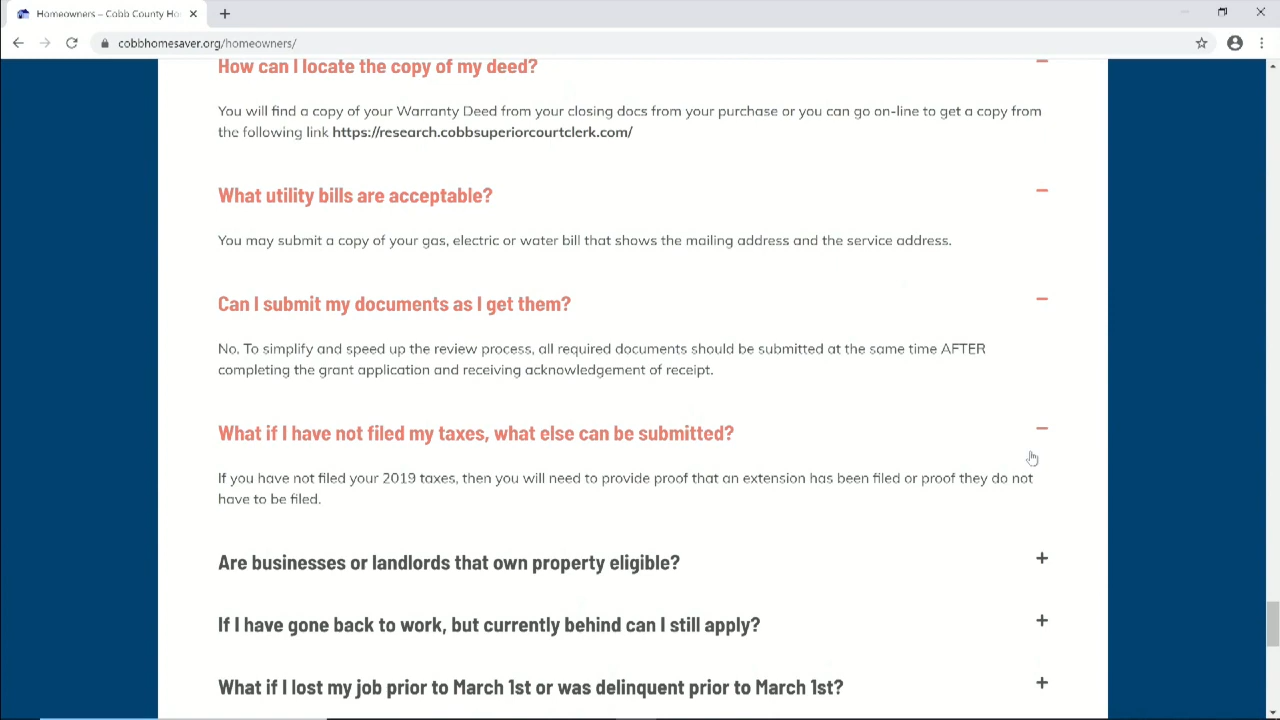 Homeowners – Cobb County Ho
cobbhomesaver.org/homeowners/
How can I locate the copy of my deed?
You will find a copy of your Warranty Deed from your closing docs from your purchase or you can go on-line to get a copy from
the following link https://research.cobbsuperiorcourtclerk.com/
What utility bills are acceptable?
You may submit a copy of your gas, electric or water bill that shows the mailing address and the service address.
Can I submit my documents as I get them?
No. To simplify and speed up the review process, all required documents should be submitted at the same time AFTER
completing the grant application and receiving acknowledgement of receipt.
What if I have not filed my taxes, what else can be submitted?
If you have not filed your 2019 taxes, then you will need to provide proof that an extension has been filed or proof they do not
have to be filed.
Are businesses or landlords that own property eligible?
If I have gone back to work, but currently behind can I still apply?
What if I lost my job prior to March 1st or was delinquent prior to March 1st?